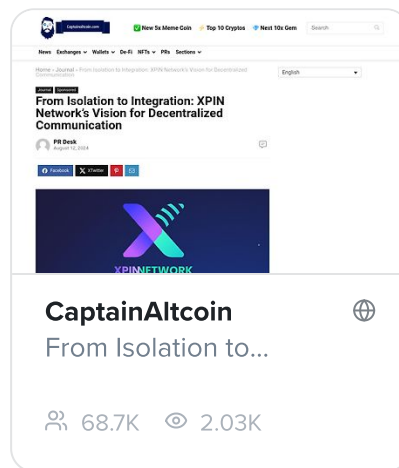 Captainaltcoin.com
New 5x Meme Coin
Top 10 Cryptos
Next 10x Gem
Search
News Exchanges Wallets De-Fi NFTs PRs Sections
Home › Journal › From Isolation to Integration: XPIN Network's Vision for Decentralized
Communication
English
Journal Sponsored
From Isolation to Integration: XPIN
Network's Vision for Decentralized
Communication
PR Desk
August 12, 2024
Facebook
X XTwitter
XPINNETWORK
CaptainAltcoin
From Isolation to...
68.7K
2.03K